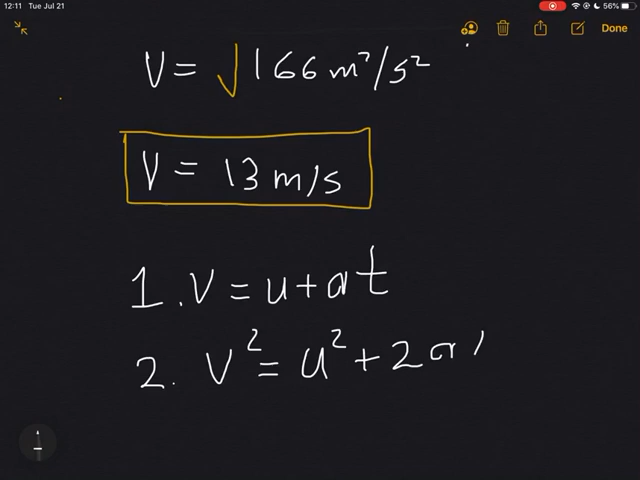 12:11 Tue Jul 21 56%
Done
V = √166 m²/s²
V = 13 m/s
1. V = u + at
2. V² = u² + 2a